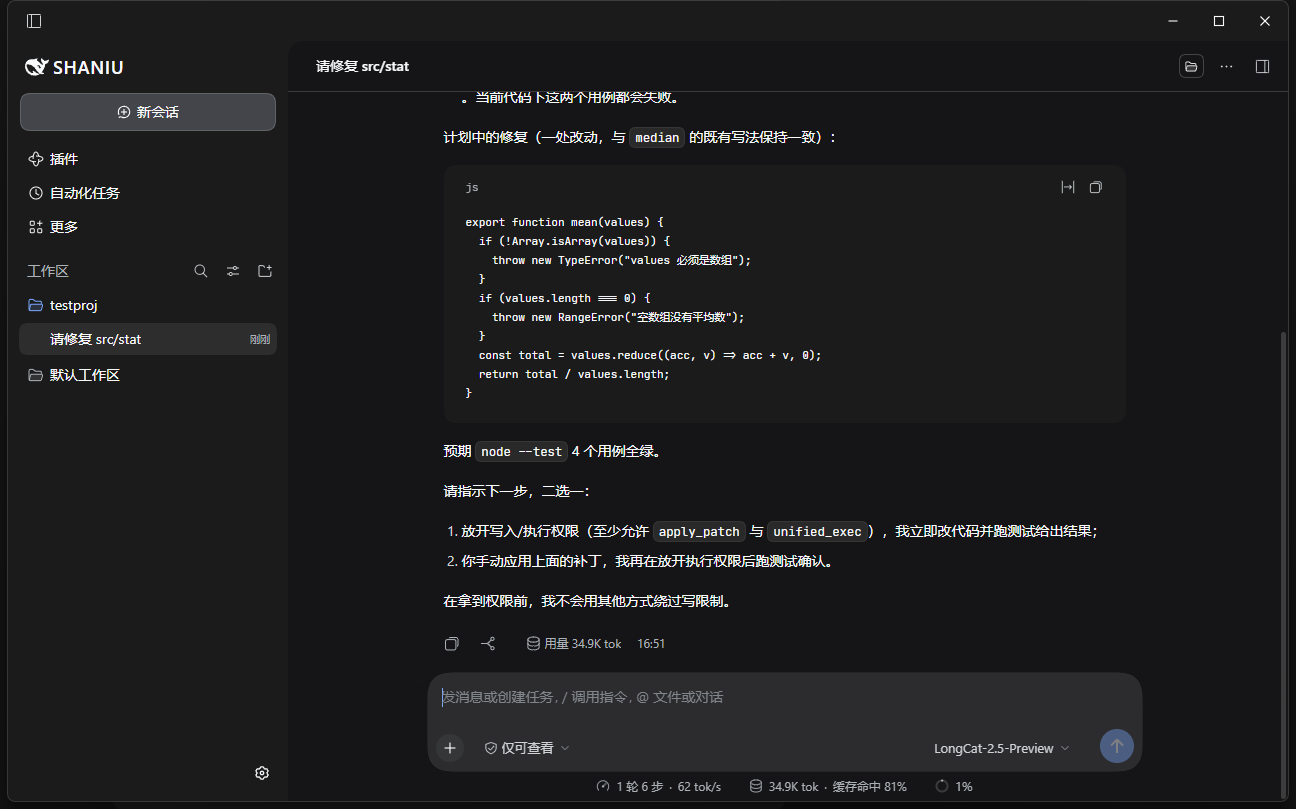 SHANIU
新会话
插件
自动化任务
更多
工作区
testproj
请修复 src/stat
刚刚
默认工作区
请修复 src/stat
。当前代码下这两个用例都会失败。
计划中的修复（一处改动，与 median 的既有写法保持一致）：
js
export function mean(values) {
  if (!Array.isArray(values)) {
    throw new TypeError("values 必须是数组");
  }
  if (values.length === 0) {
    throw new RangeError("空数组没有平均数");
  }
  const total = values.reduce((acc, v) => acc + v, 0);
  return total / values.length;
}
预期 node --test 4 个用例全绿。
请指示下一步，二选一：
1. 放开写入/执行权限（至少允许 apply_patch 与 unified_exec），我立即改代码并跑测试给出结果；
2. 你手动应用上面的补丁，我再在放开执行权限后跑测试确认。
在拿到权限前，我不会用其他方式绕过写限制。
用量 34.9K tok 16:51
发消息或创建任务, / 调用指令, @ 文件或对话
仅可查看
LongCat-2.5-Preview
1 轮 6 步 · 62 tok/s 34.9K tok · 缓存命中 81% 1%